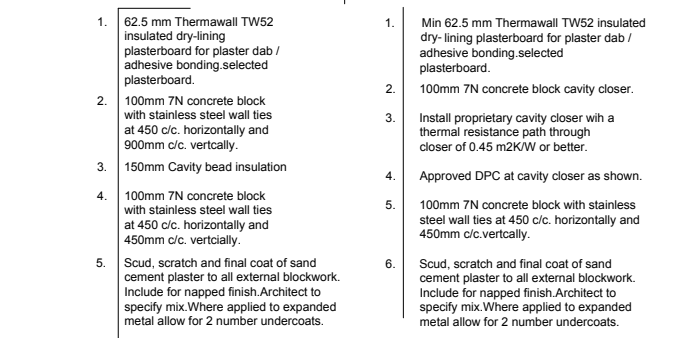 1. 62.5 mm Thermawall TW52
insulated dry-lining
plasterboard for plaster dab /
adhesive bonding.selected
plasterboard.
2. 100mm 7N concrete block
with stainless steel wall ties
at 450 c/c. horizontally and
900mm c/c. vertcally.
3. 150mm Cavity bead insulation
4. 100mm 7N concrete block
with stainless steel wall ties
at 450 c/c. horizontally and
450mm c/c. vertcially.
5. Scud, scratch and final coat of sand
cement plaster to all external blockwork.
Include for napped finish.Architect to
specify mix.Where applied to expanded
metal allow for 2 number undercoats.
1. Min 62.5 mm Thermawall TW52 insulated
dry- lining plasterboard for plaster dab /
adhesive bonding.selected
plasterboard.
2. 100mm 7N concrete block cavity closer.
3. Install proprietary cavity closer wih a
thermal resistance path through
closer of 0.45 m2K/W or better.
4. Approved DPC at cavity closer as shown.
5. 100mm 7N concrete block with stainless
steel wall ties at 450 c/c. horizontally and
450mm c/c.vertcally.
6. Scud, scratch and final coat of sand
cement plaster to all external blockwork.
Include for napped finish.Architect to
specify mix.Where applied to expanded
metal allow for 2 number undercoats.